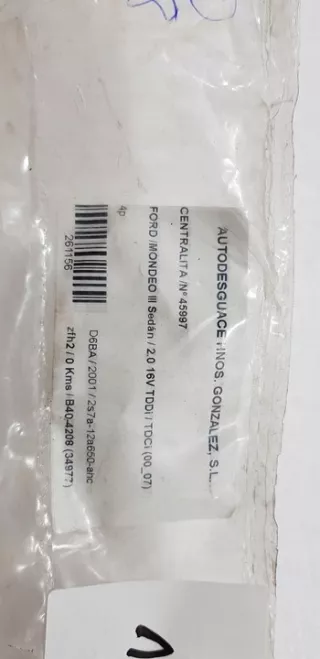 AUTODESGUACE HNOS. GONZALEZ, S.L.
CENTRALITA /Nº 45997
FORD /MONDEO III Sedán / 2.0 16V TDDi / TDCi (00_07)
4p
D6BA / 2001 / 2s7a-12a650-ahc
261156
zfh2 / 0 Kms / B40-4208 (34977)